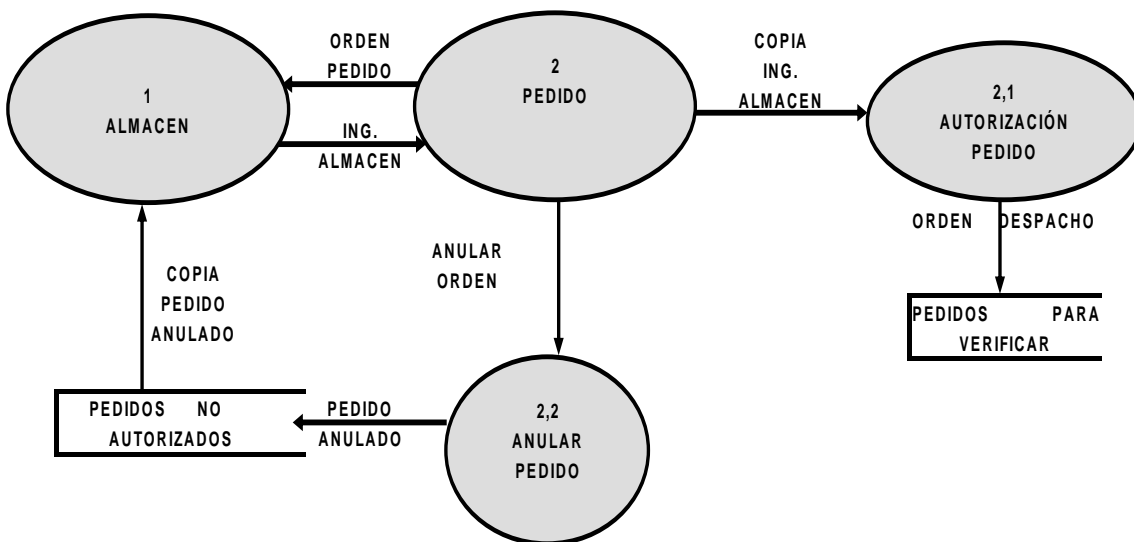 1
ALMACEN
ORDEN
PEDIDO
ING.
ALMACEN
2
PEDIDO
COPIA
ING.
ALMACEN
2,1
AUTORIZACIÓN
PEDIDO
ORDEN DESPACHO
PEDIDOS PARA
VERIFICAR
ANULAR
ORDEN
COPIA
PEDIDO
ANULADO
PEDIDOS NO
AUTORIZADOS
PEDIDO
ANULADO
2,2
ANULAR
PEDIDO